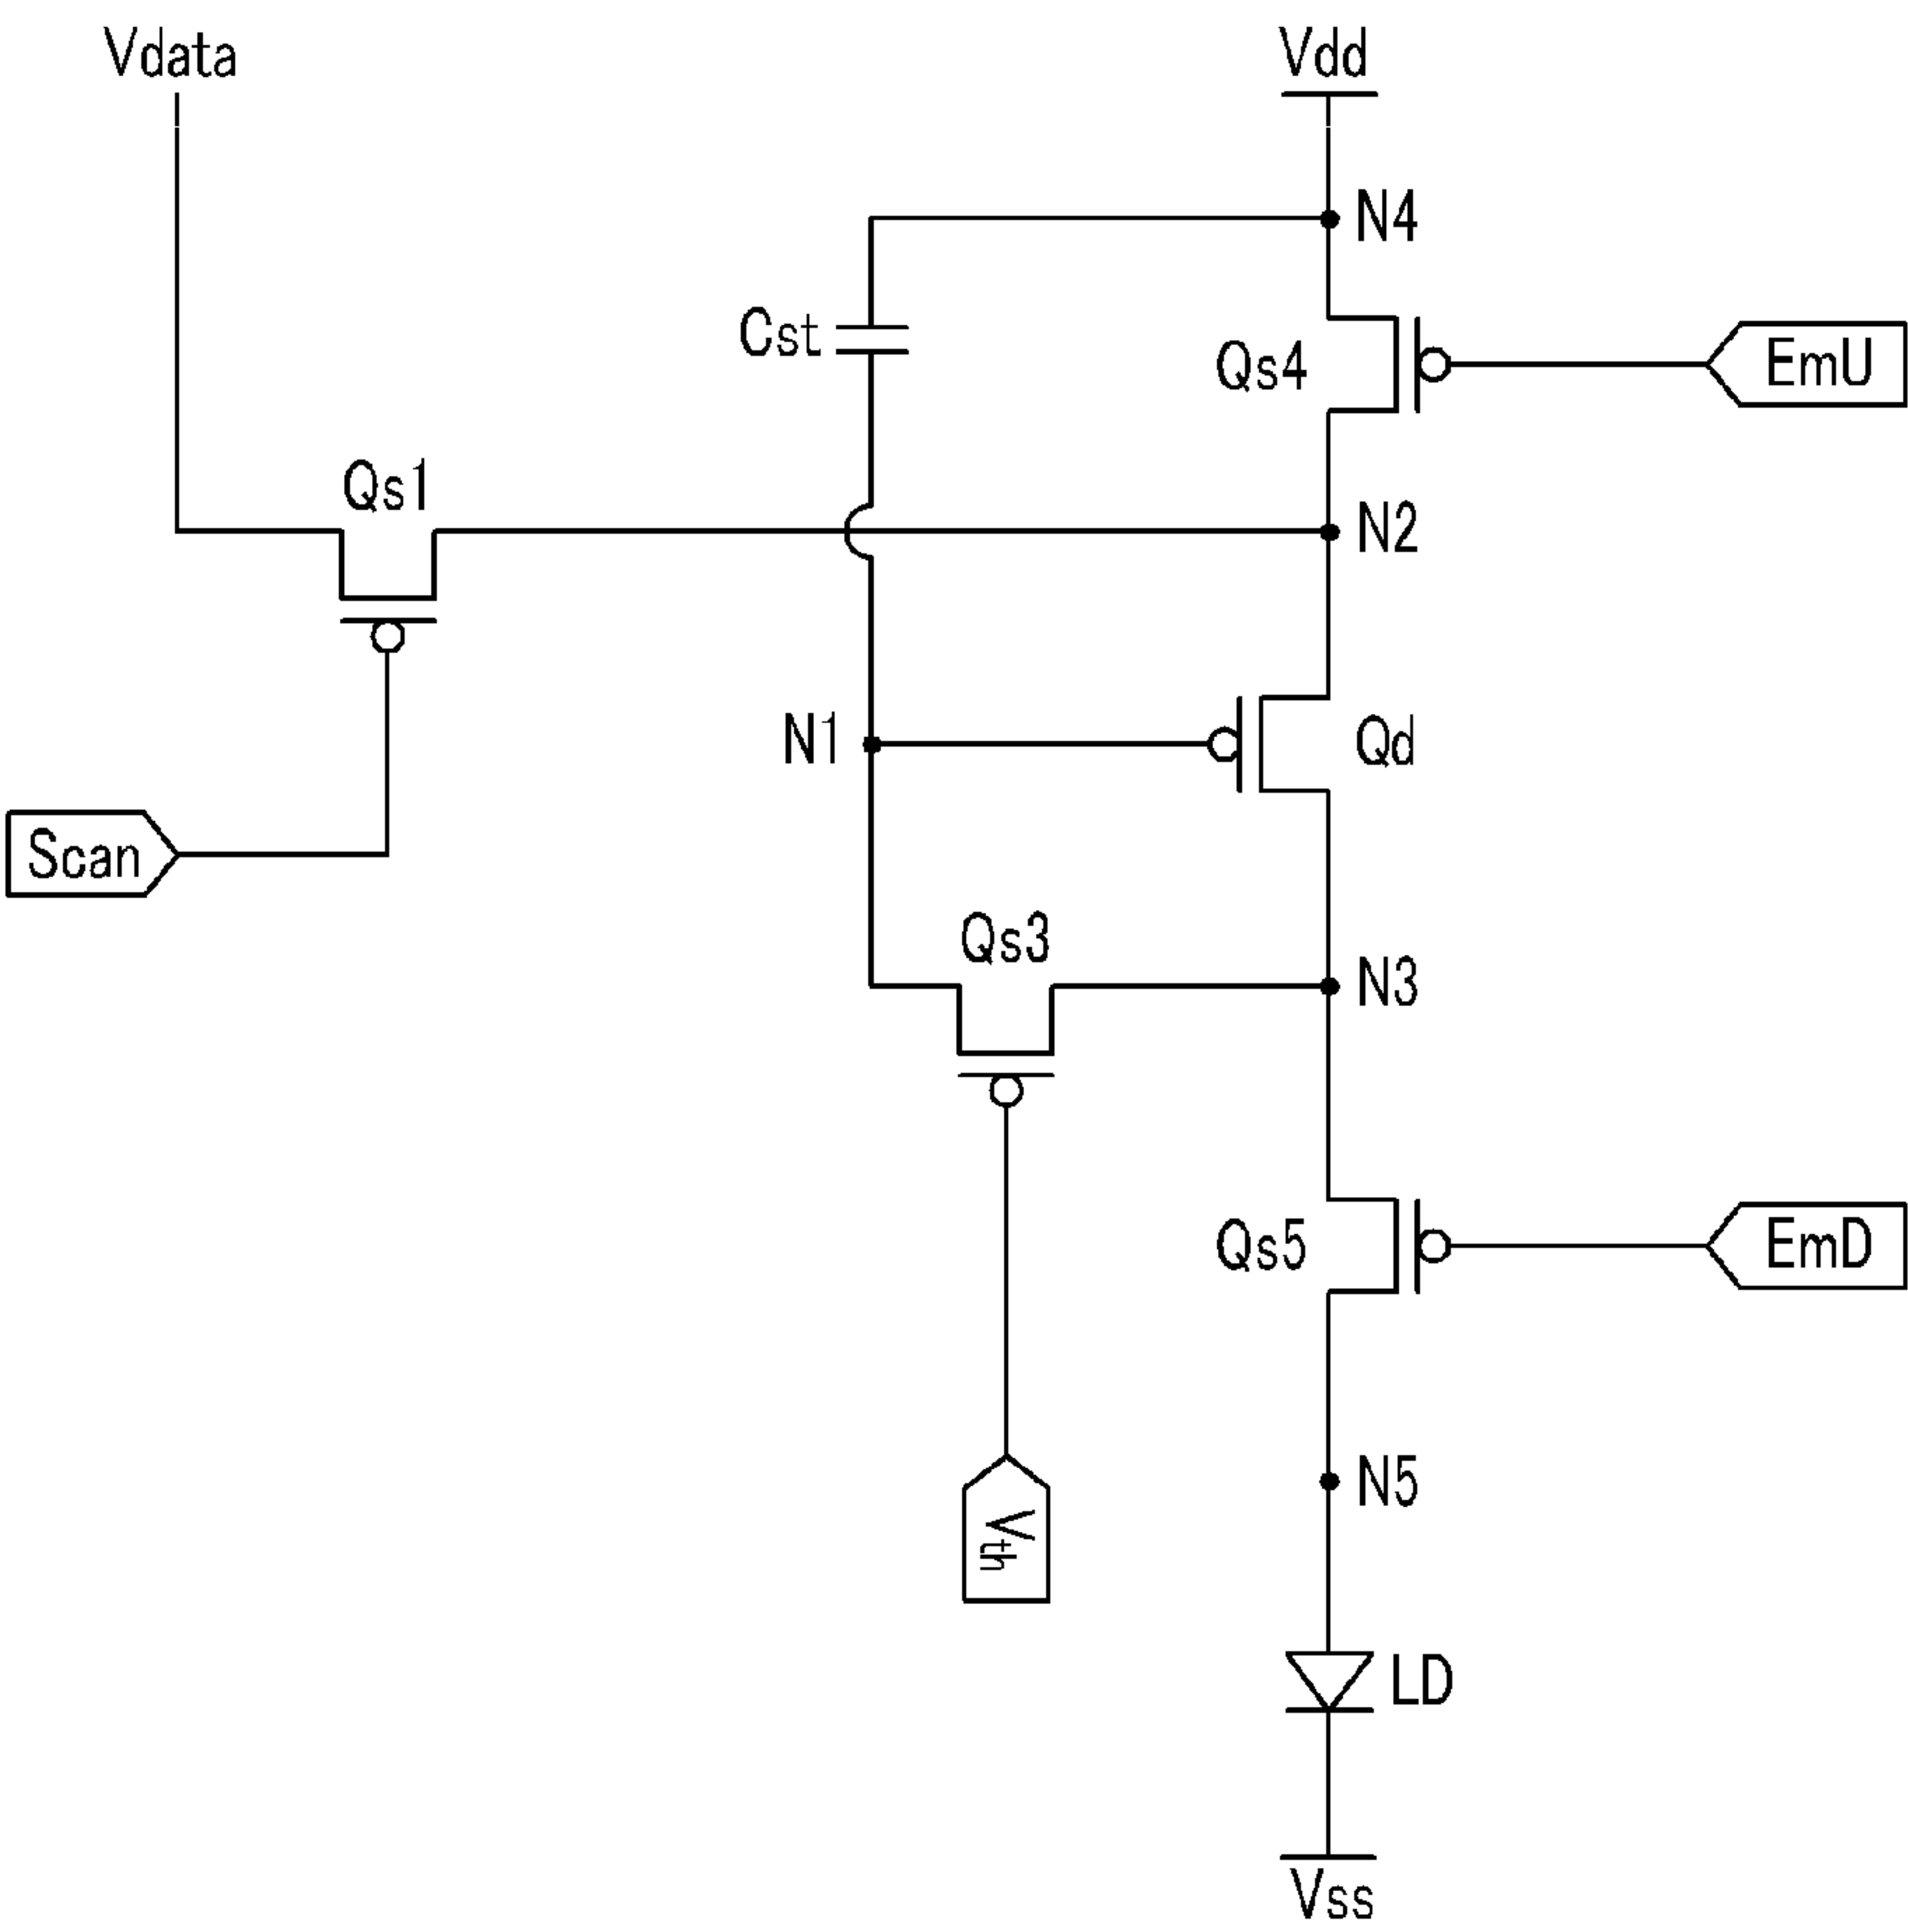 Vdata
Vdd
N4
Cst
Qs4
EmU
Qs1
N2
N1
Qd
Scan
Qs3
N3
Qs5
EmD
N5
Vth
LD
Vss